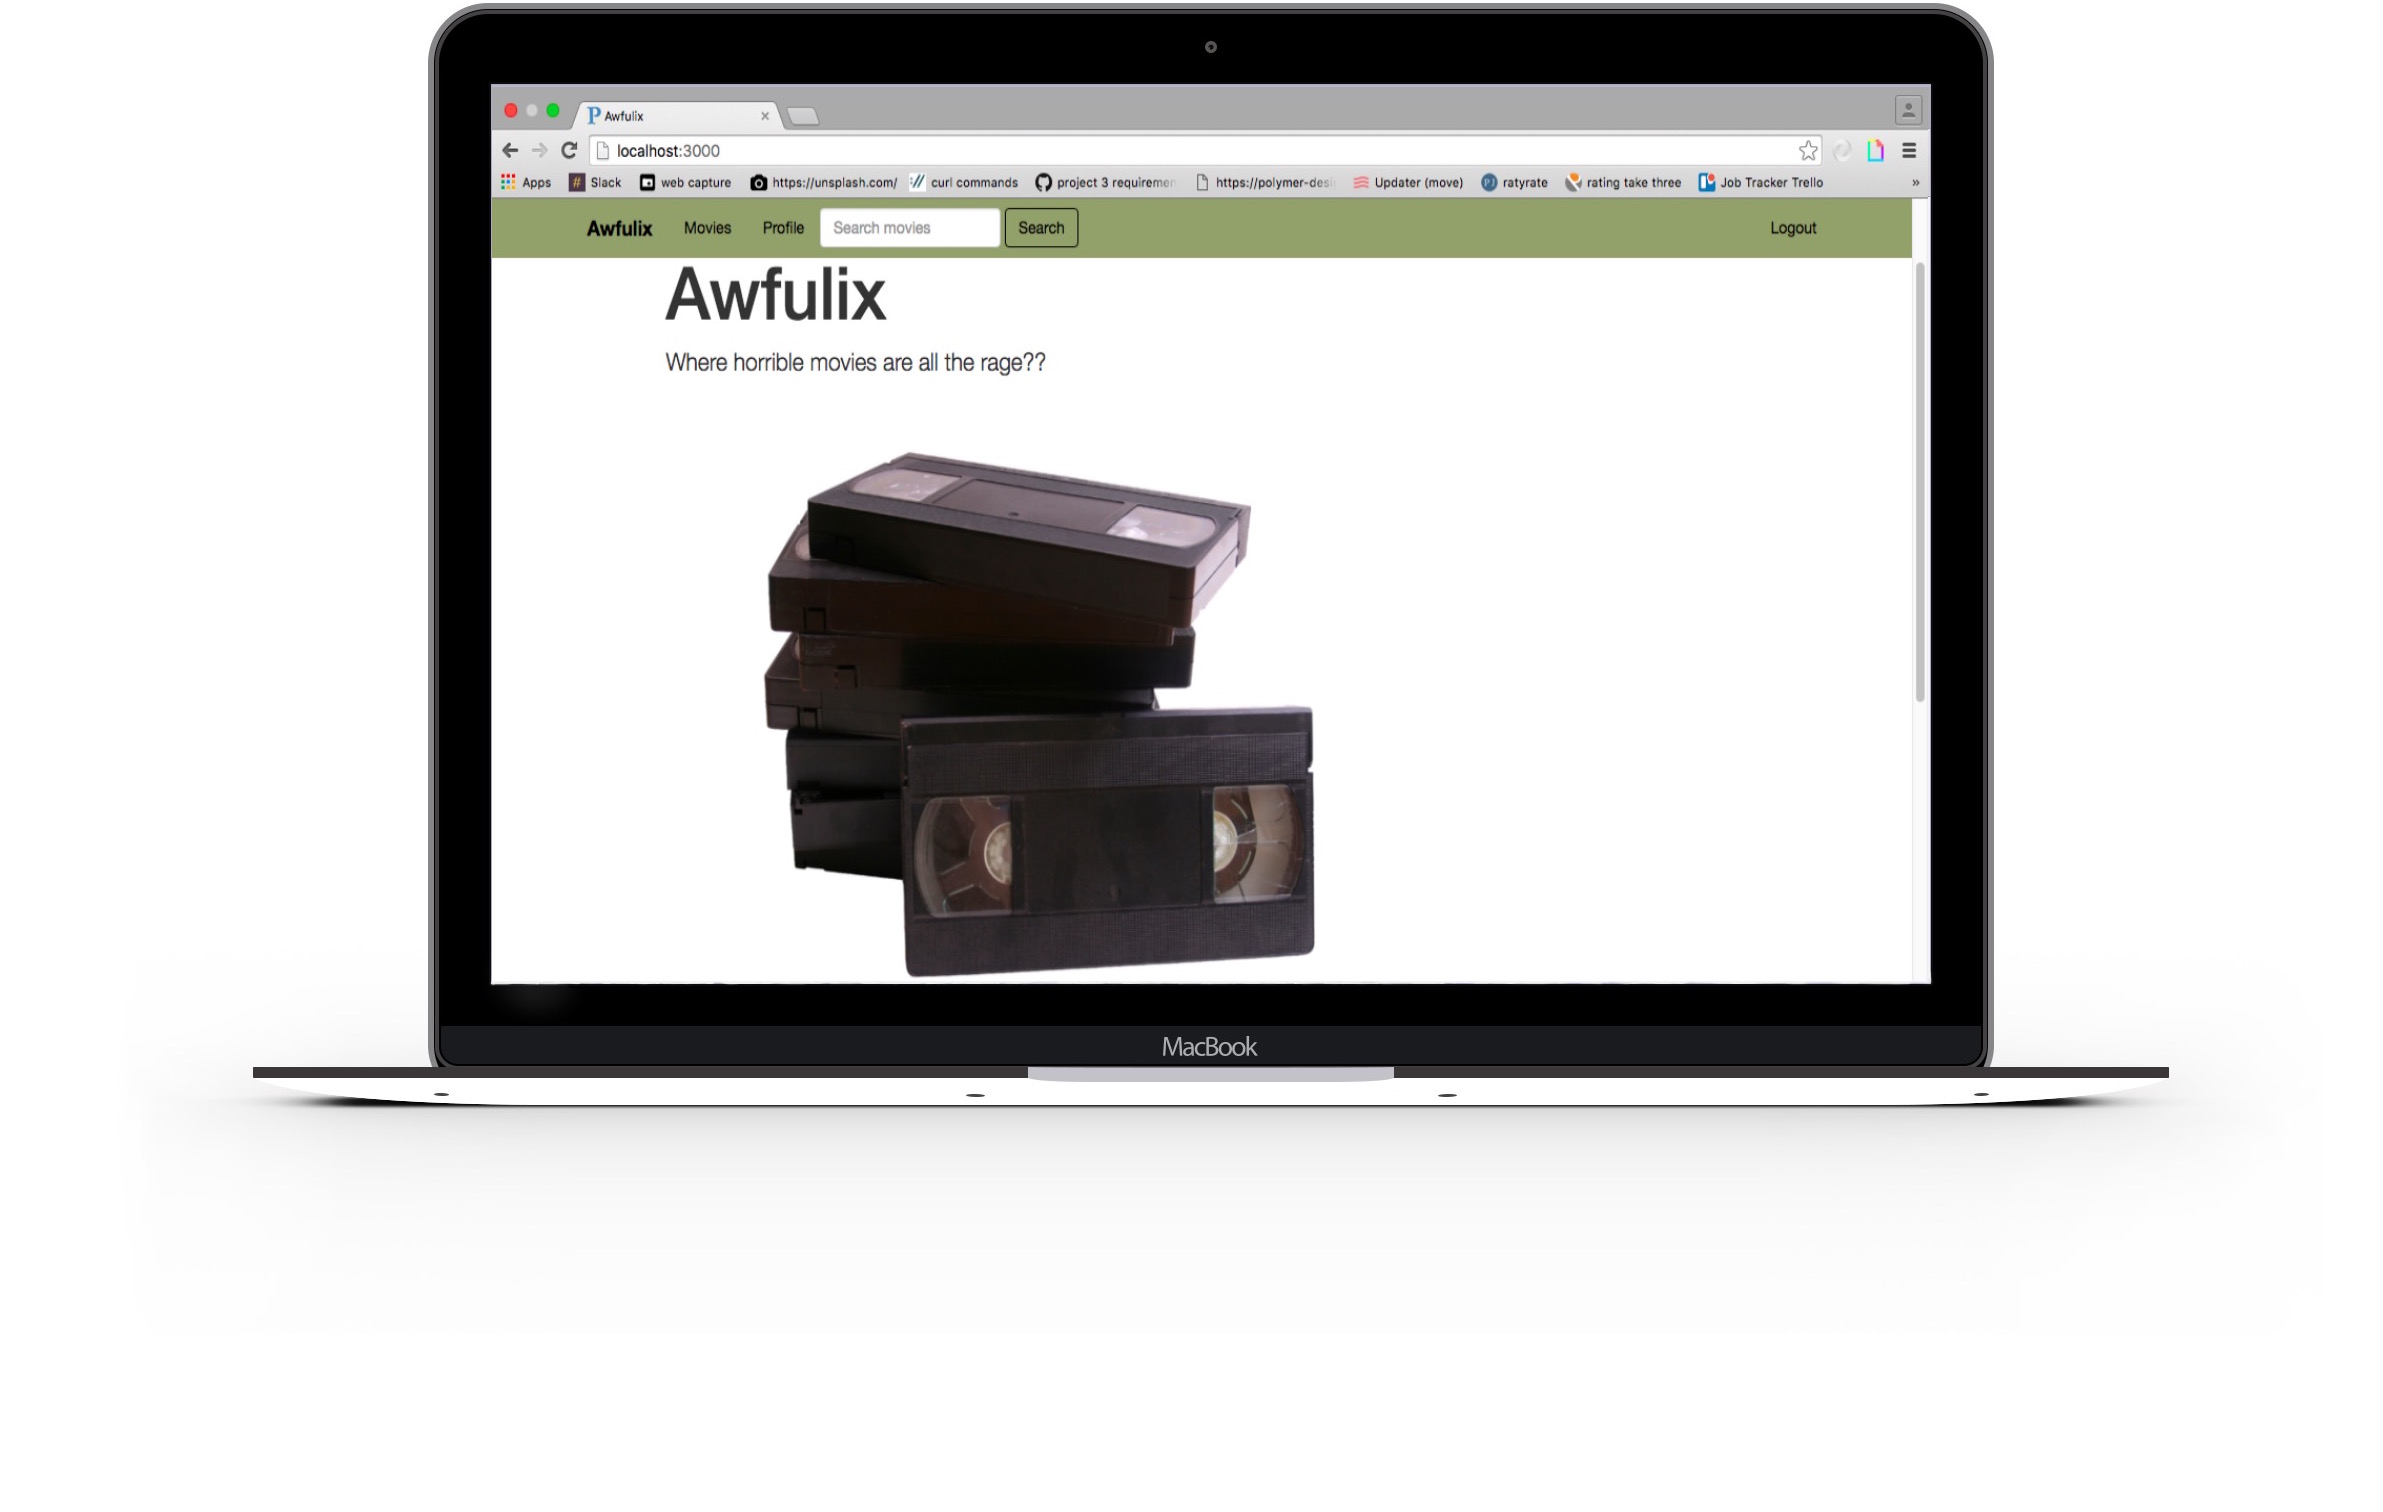 P Awfulix
localhost:3000
Apps # Slack web capture https://unsplash.com/ :// curl commands project 3 requiremen https://polymer-desi Updater (move) ratyrate rating take three Job Tracker Trello »
Awfulix Movies Profile Search movies Search Logout
Awfulix
Where horrible movies are all the rage??
MacBook